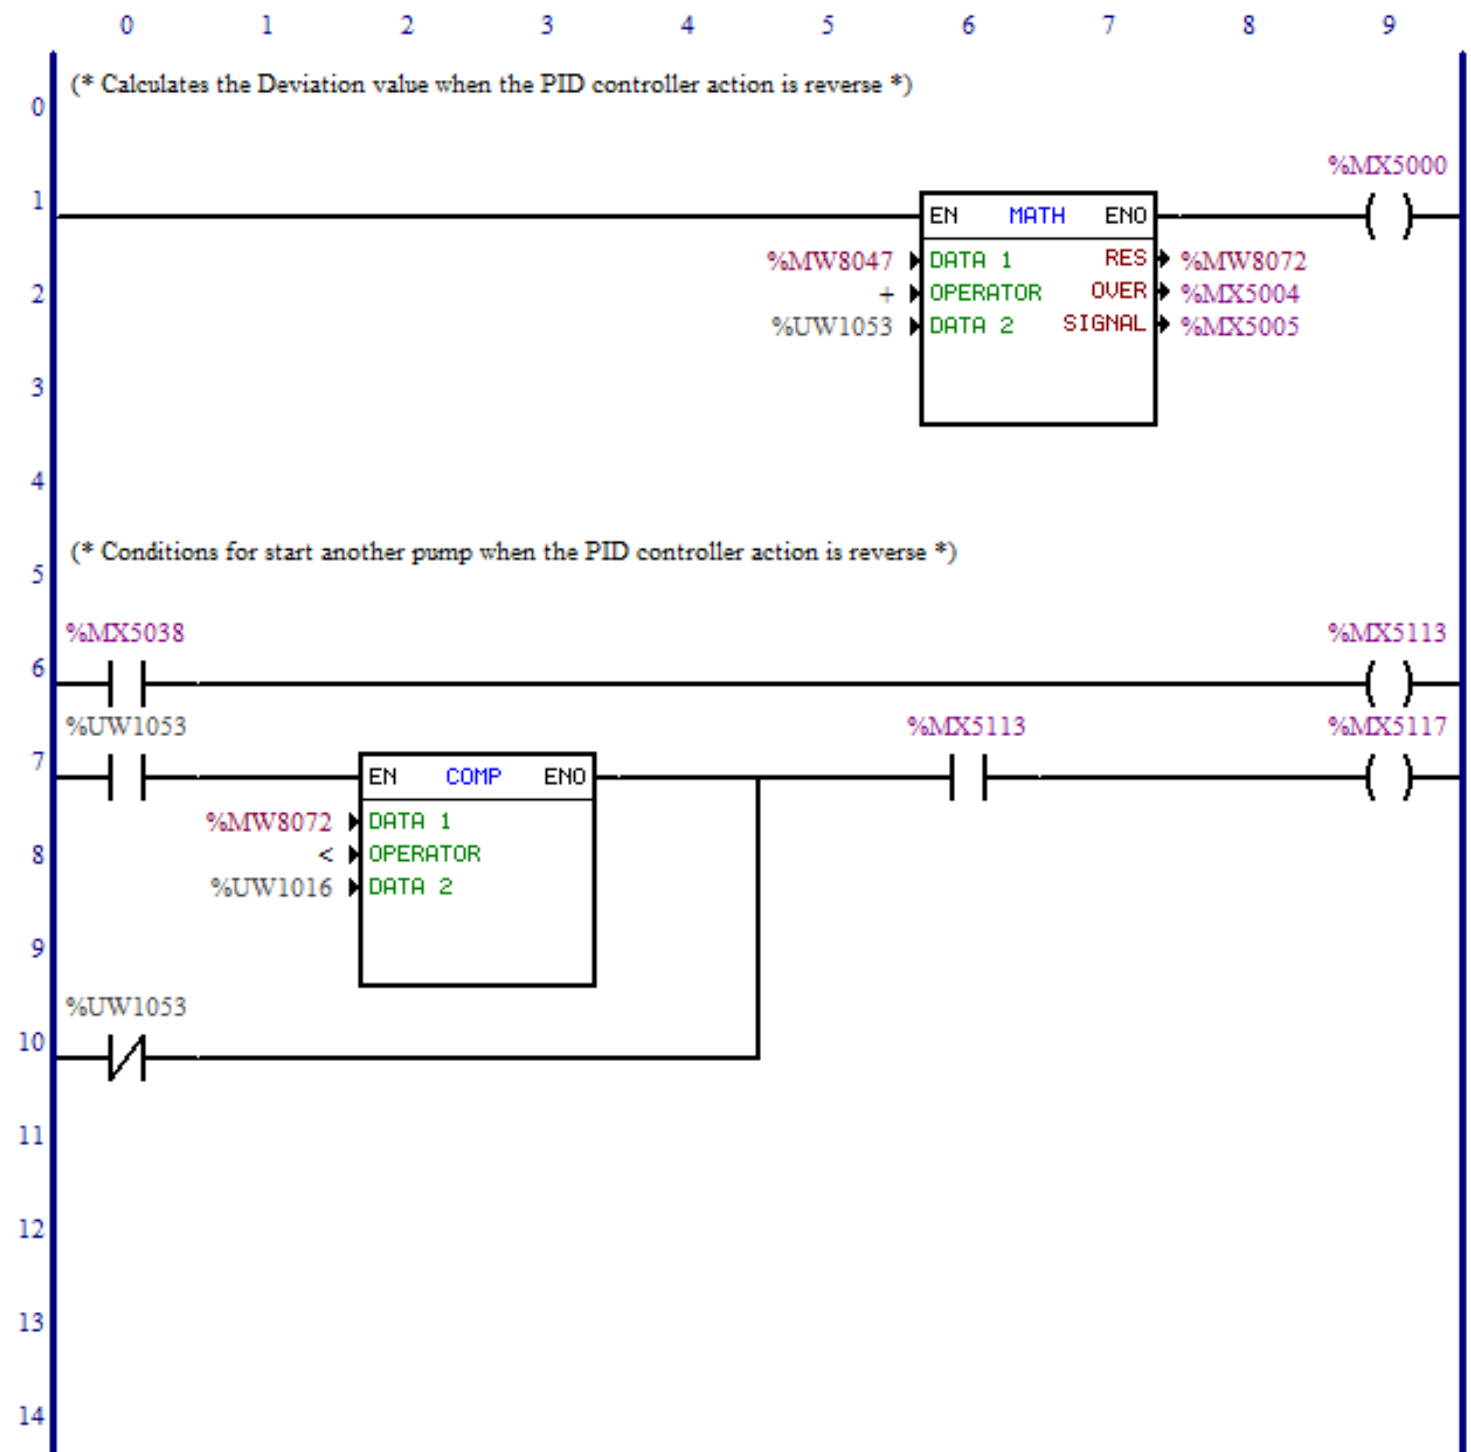 0 1 2 3 4 5 6 7 8 9
(* Calculates the Deviation value when the PID controller action is reverse *)
0
%MX5000
1
EN MATH ENO
%MW8047 DATA 1 RES %MW8072
2
+ OPERATOR OVER %MX5004
%UW1053 DATA 2 SIGNAL %MX5005
3
4
(* Conditions for start another pump when the PID controller action is reverse *)
5
%MX5038 %MX5113
6
%UW1053 %MX5113 %MX5117
7
EN COMP ENO
%MW8072 DATA 1
8
< OPERATOR
%UW1016 DATA 2
9
%UW1053
10
11
12
13
14